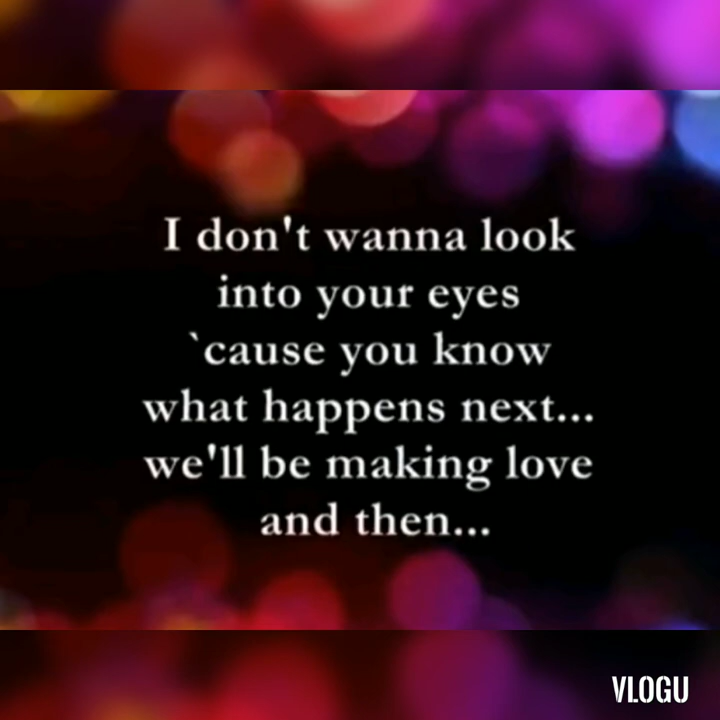 I don't wanna look
into your eyes
`cause you know
what happens next...
we'll be making love
and then...
VLOGU